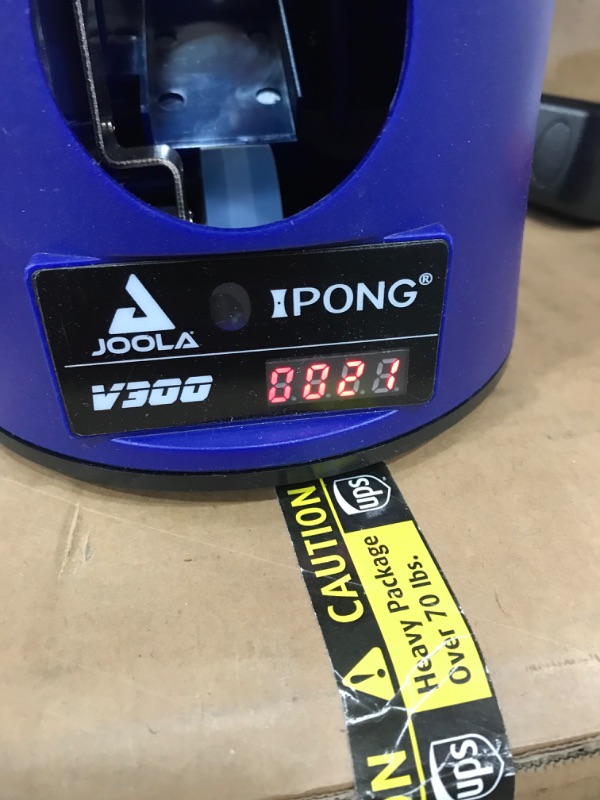 JOOLA
IPONG®
V300
0021
CAUTION
ups
Heavy Package
Over 70 lbs.
ups